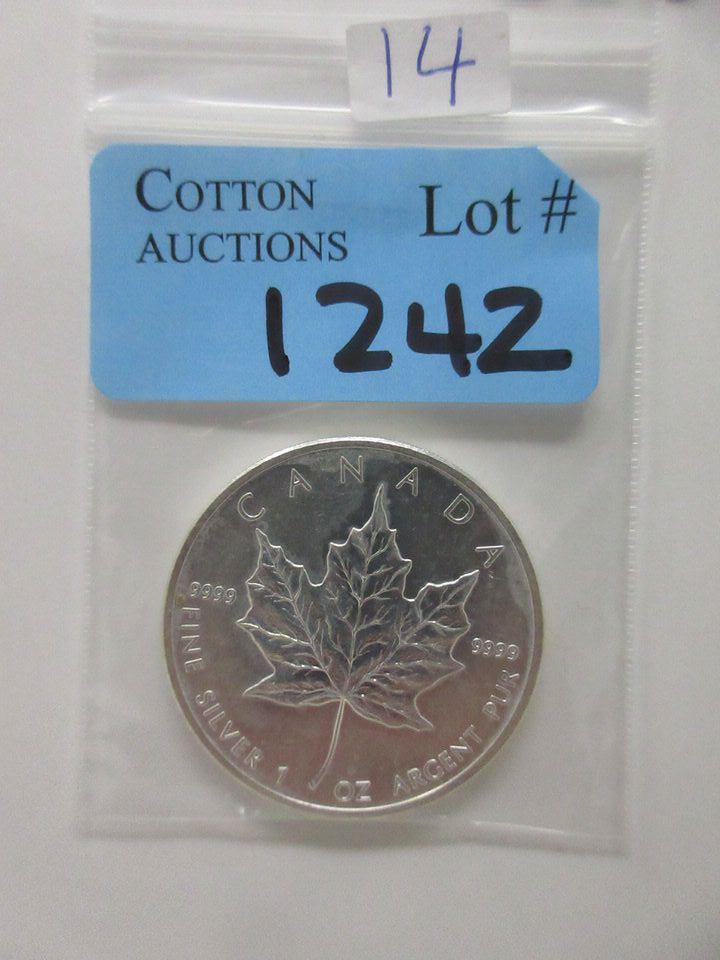 14
COTTON
AUCTIONS
Lot #
1242
CANADA
9999
9999
FINE SILVER 1 OZ ARGENT PUR